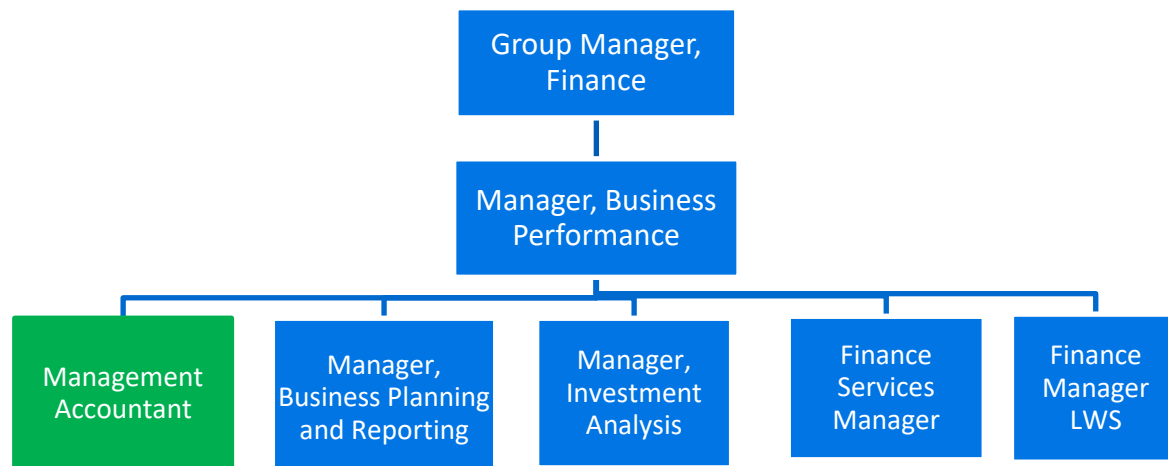 Group Manager,
Finance
Manager, Business
Performance
Management
Accountant
Manager,
Business Planning
and Reporting
Manager,
Investment
Analysis
Finance
Services
Manager
Finance
Manager
LWS